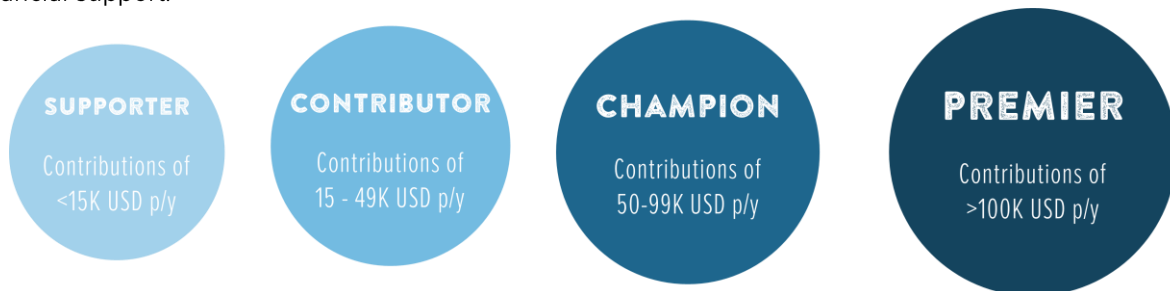 support.
SUPPORTER
Contributions of
<15K USD p/y
CONTRIBUTOR
Contributions of
15 - 49K USD p/y
CHAMPION
Contributions of
50-99K USD p/y
PREMIER
Contributions of
>100K USD p/y